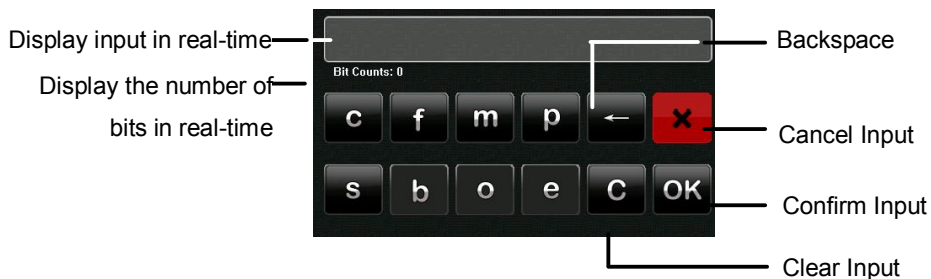 Display input in real-time
Backspace
Bit Counts: 0
Display the number of
bits in real-time
c f m p ← ×
Cancel Input
s b o e C OK
Confirm Input
Clear Input